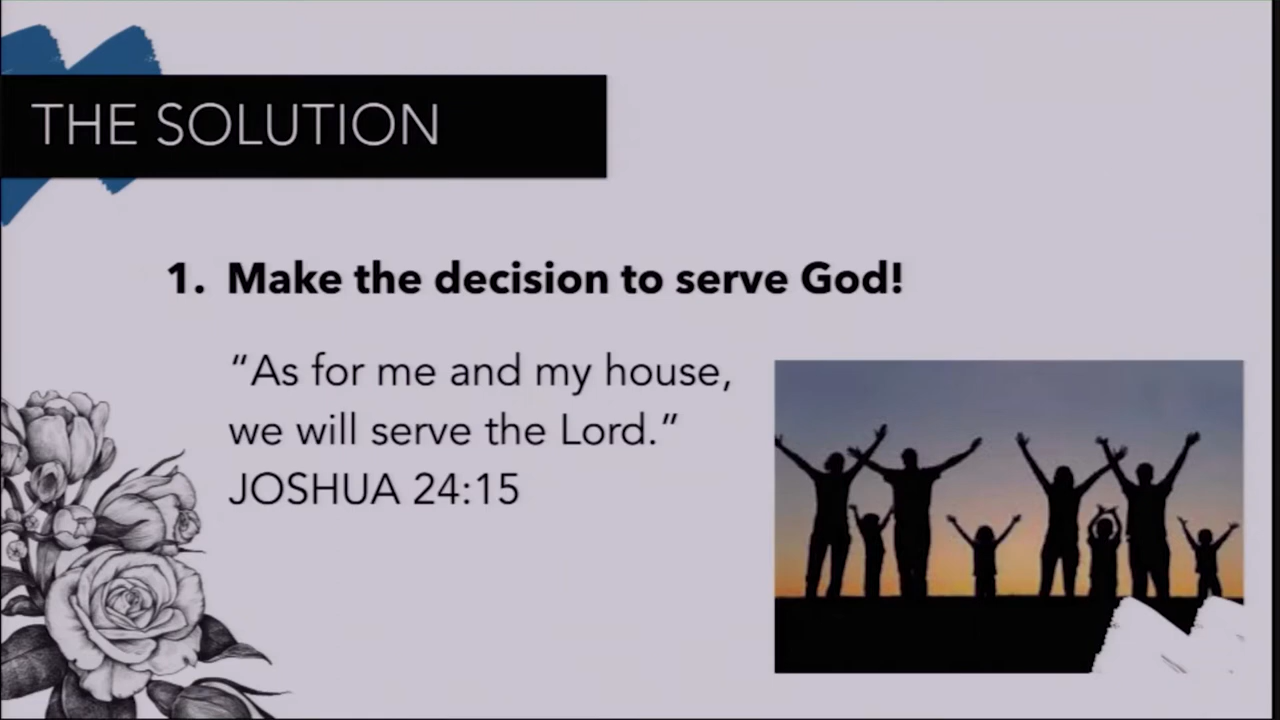 THE SOLUTION
1. Make the decision to serve God!
“As for me and my house,
we will serve the Lord.”
JOSHUA 24:15